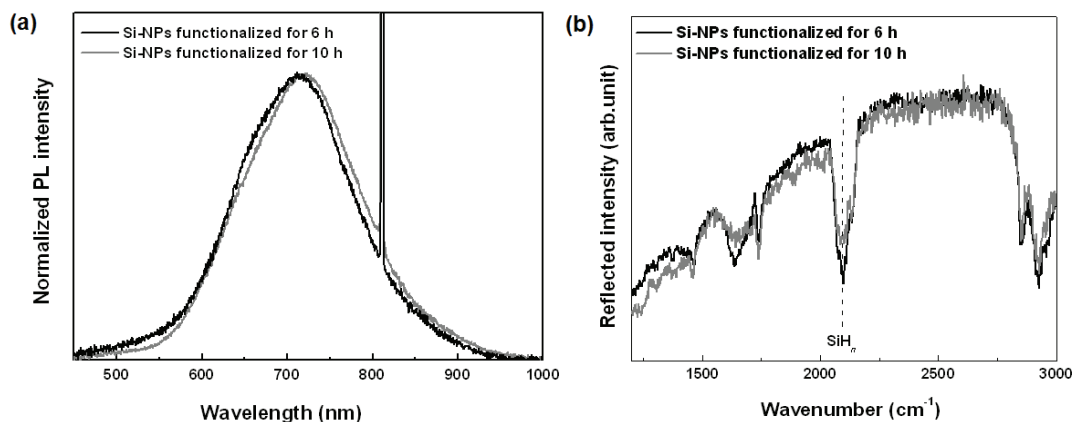 (a)
Si-NPs functionalized for 6 h
Si-NPs functionalized for 10 h
Normalized PL intensity
500 600 700 800 900 1000
Wavelength (nm)
(b)
Si-NPs functionalized for 6 h
Si-NPs functionalized for 10 h
Reflected intensity (arb.unit)
SiHn
1500 2000 2500 3000
Wavenumber (cm-1)